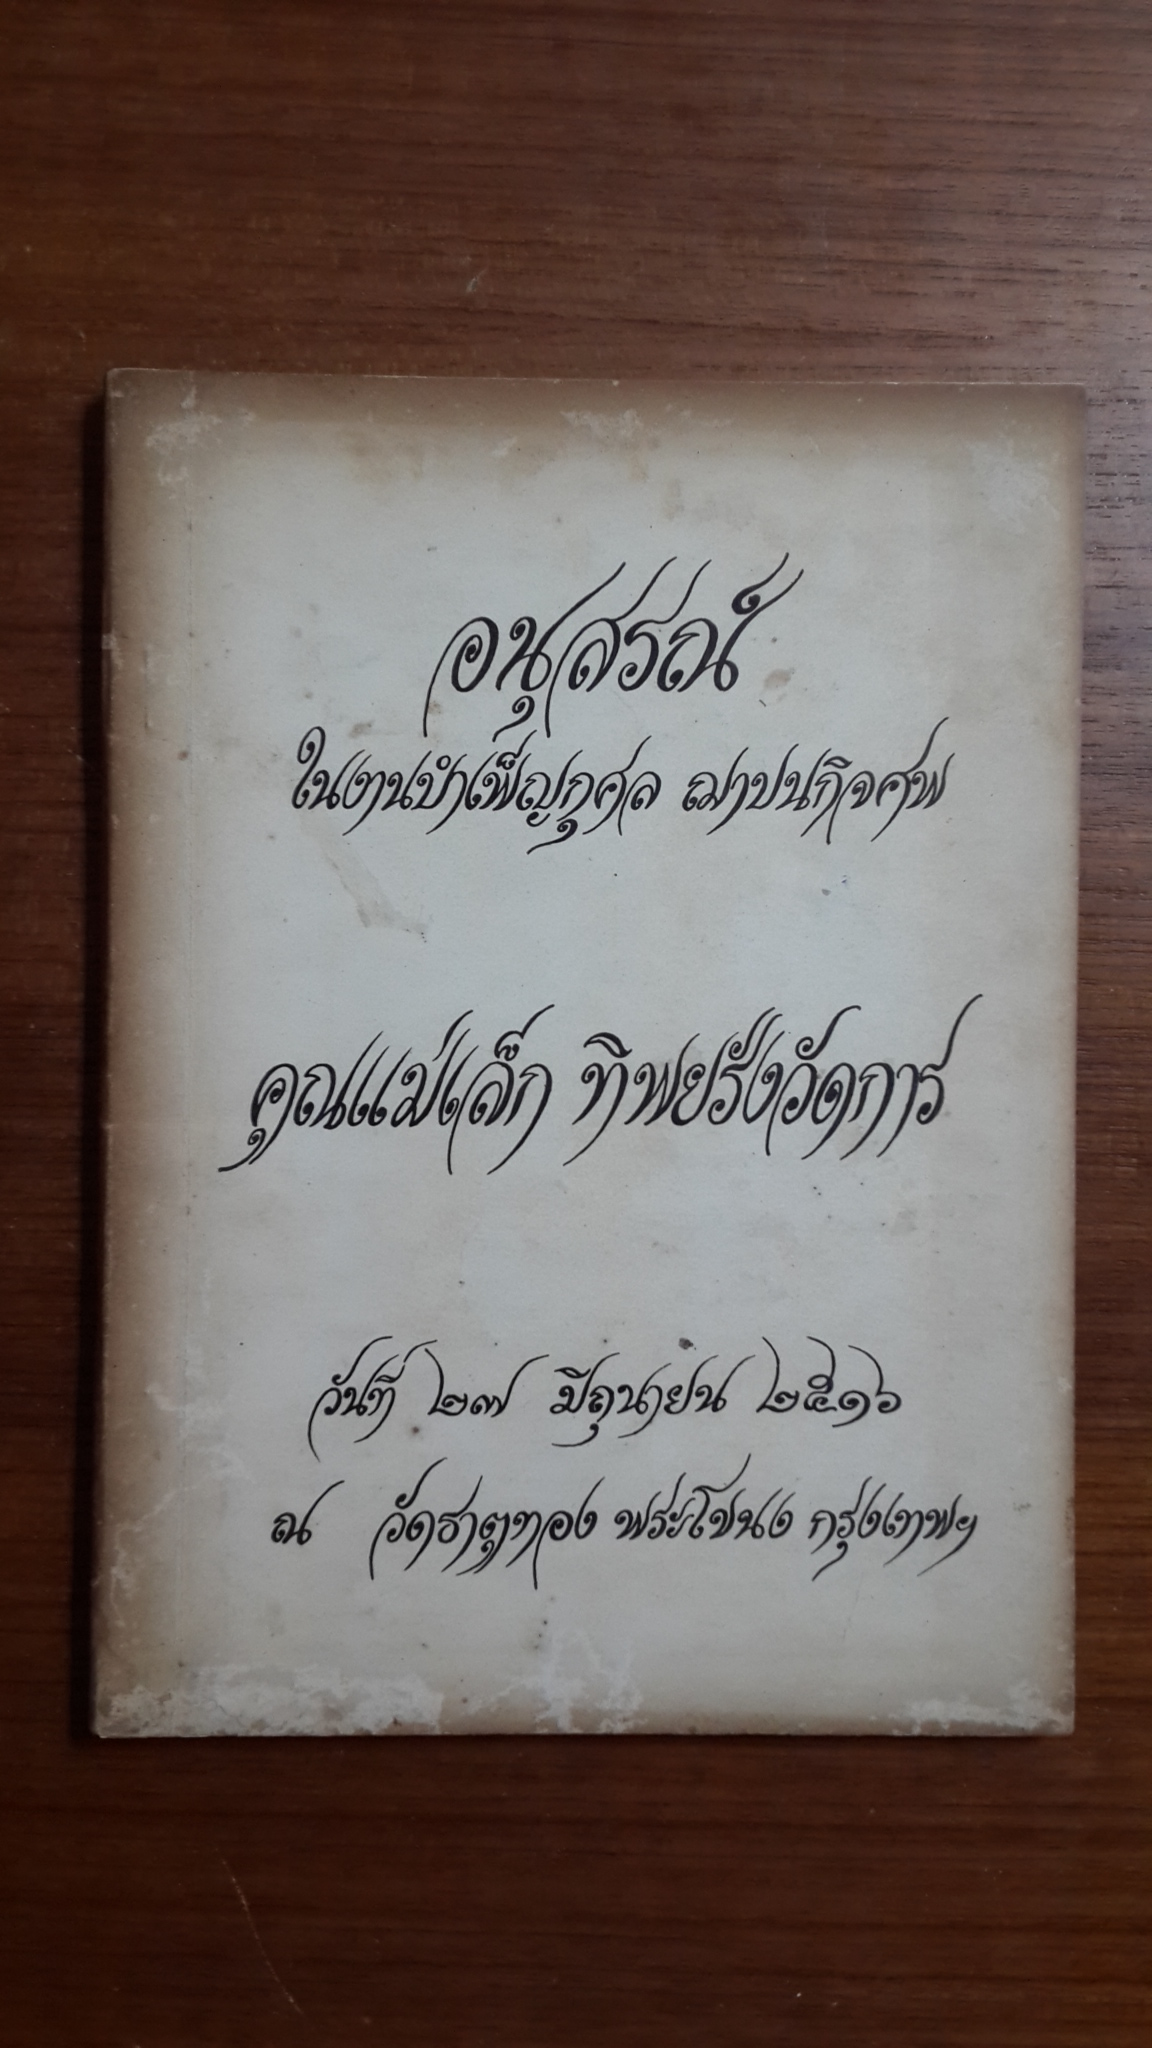 อนุสรณ์
ในงานบำเพ็ญกุศล ฌาปนกิจศพ
คุณแม่เล็ก ทิพยรังวัดการ
วันที่ ๒๗ มิถุนายน ๒๕๑๖
ณ วัดธาตุทอง พระโขนง กรุงเทพฯ